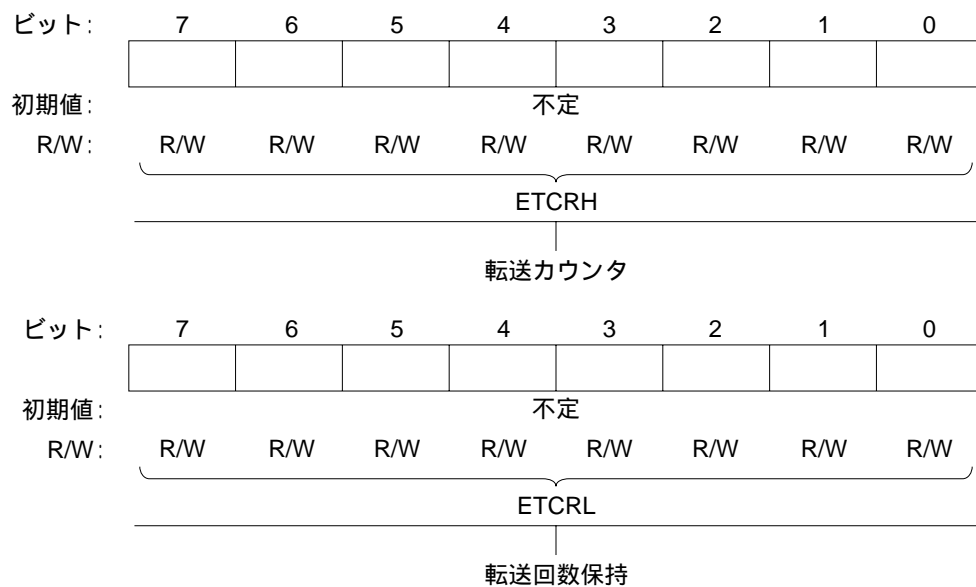 ビット: 7 6 5 4 3 2 1 0
初期値: 不定
R/W: R/W R/W R/W R/W R/W R/W R/W R/W
ETCRH
転送カウンタ
ビット: 7 6 5 4 3 2 1 0
初期値: 不定
R/W: R/W R/W R/W R/W R/W R/W R/W R/W
ETCRL
転送回数保持